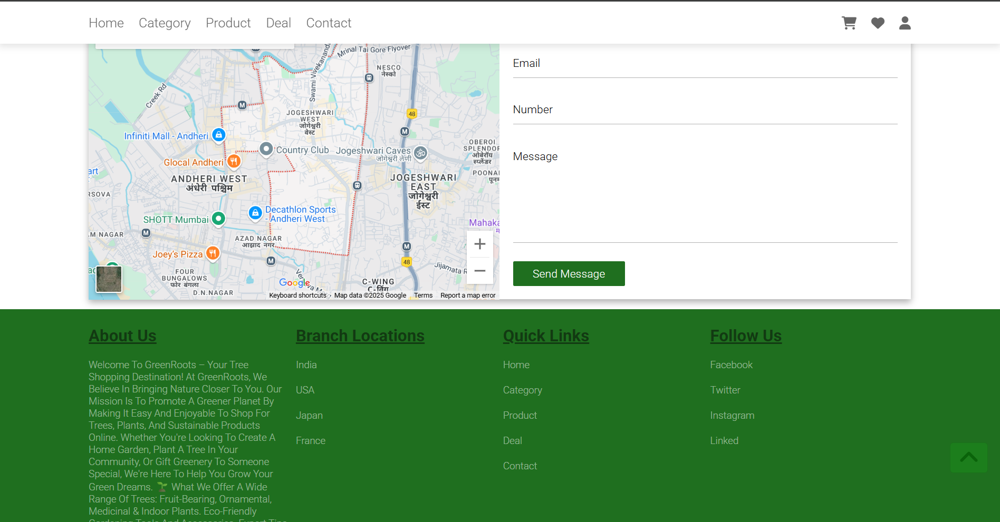 Home Category Product Deal Contact
Mrinal Tai Gore Flyover
NESCO
नेस्को
Creek Rd
Swami Vivekanand
48
JOGESHWARI
WEST
जोगेश्वरी
वेस्ट
M
M
Infiniti Mall - Andheri
Country Club
Jogeshwari Caves
जोगेश्वरी लेणी
OBEROI
SPLENDOR
ओबेरॉय
स्प्लेंडर
Glocal Andheri
POONA
पूनम
art
ANDHERI WEST
अंधेरी पश्चिम
JOGESHWARI
EAST
जोगेश्वरी
ईस्ट
RSOVA
Decathlon Sports
- Andheri West
SHOTT Mumbai
Mahaka
M
AM NAGAR
AZAD NAGAR
आझाद नगर
M
Joey's Pizza
M
48
Jijamata R
FOUR
BUNGALOWS
फोर बंगला
D.N.NAGAR
Google
C-WING
C-विंग
Keyboard shortcuts Map data ©2025 Google Terms Report a map error
Email
Number
Message
Send Message
About Us
Welcome To GreenRoots – Your Tree
Shopping Destination! At GreenRoots, We
Believe In Bringing Nature Closer To You. Our
Mission Is To Promote A Greener Planet By
Making It Easy And Enjoyable To Shop For
Trees, Plants, And Sustainable Products
Online. Whether You're Looking To Create A
Home Garden, Plant A Tree In Your
Community, Or Gift Greenery To Someone
Special, We're Here To Help You Grow Your
Green Dreams. 🌱 What We Offer A Wide
Range Of Trees: Fruit-Bearing, Ornamental,
Medicinal & Indoor Plants. Eco-Friendly
Gardening Tools And Accessories. Expert Tips
Branch Locations
India
USA
Japan
France
Quick Links
Home
Category
Product
Deal
Contact
Follow Us
Facebook
Twitter
Instagram
Linked